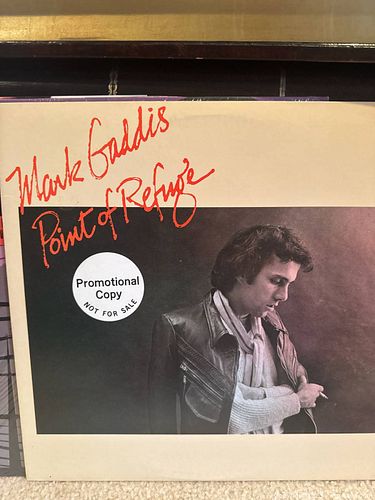 Mark Gaddis
Point of Refuge
Promotional
Copy
NOT FOR SALE